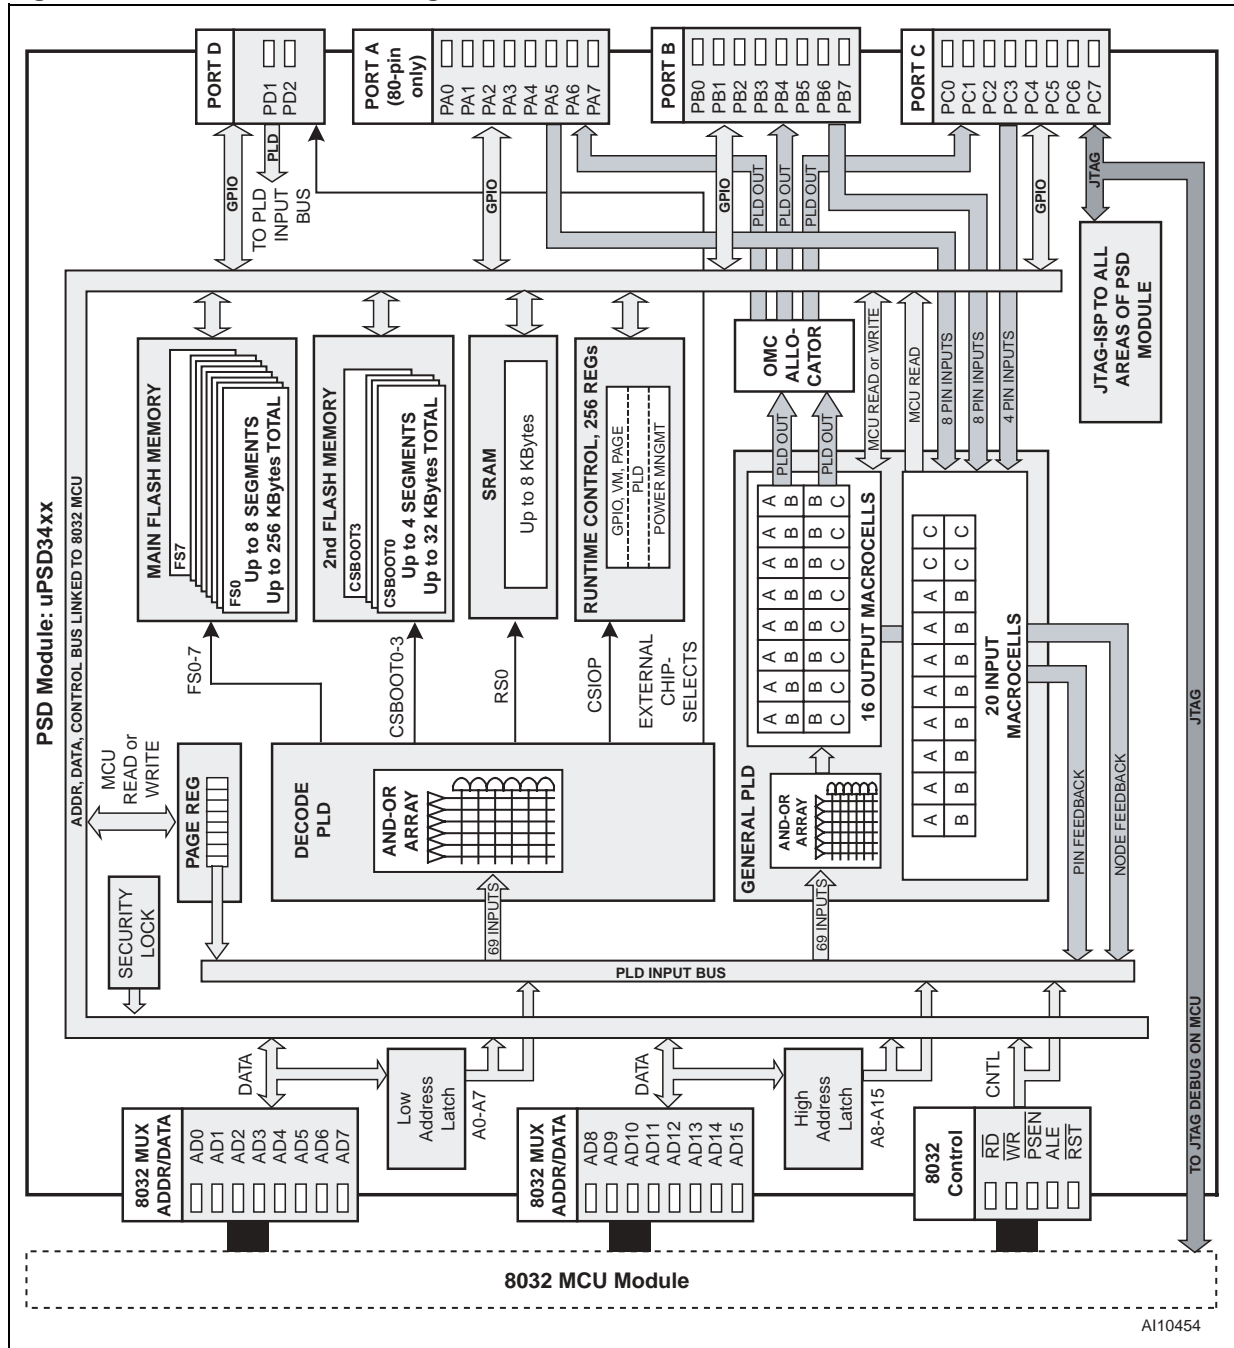 PORT D
PD1
PD2
PORT A
(80-pin
only)
PA0
PA1
PA2
PA3
PA4
PA5
PA6
PA7
PORT B
PB0
PB1
PB2
PB3
PB4
PB5
PB6
PB7
PORT C
PC0
PC1
PC2
PC3
PC4
PC5
PC6
PC7
GPIO
PLD
TO PLD
INPUT
BUS
GPIO
GPIO
PLD OUT
PLD OUT
PLD OUT
GPIO
JTAG
JTAG-ISP TO ALL
AREAS OF PSD
MODULE
PSD Module: uPSD34xx
ADDR, DATA, CONTROL BUS LINKED TO 8032 MCU
MAIN FLASH MEMORY
FS7
FS0
Up to 8 SEGMENTS
Up to 256 KBytes TOTAL
2nd FLASH MEMORY
CSBOOT3
CSBOOT0
Up to 4 SEGMENTS
Up to 32 KBytes TOTAL
SRAM
Up to 8 KBytes
RUNTIME CONTROL, 256 REGs
GPIO, VM, PAGE
PLD
POWER MNGMT
OMC
ALLO-
CATOR
PLD OUT
PLD OUT
MCU READ or WRITE
MCU READ
8 PIN INPUTS
8 PIN INPUTS
4 PIN INPUTS
FS0-7
CSBOOT0-3
RS0
CSIOP
EXTERNAL
CHIP-
SELECTS
GENERAL PLD
A A A A A A A A
B B B B B B B B
B B B B B B B B
C C C C C C C C
16 OUTPUT MACROCELLS
A A A A A A A A C C
B B B B B B B B C C
20 INPUT
MACROCELLS
AND-OR
ARRAY
MCU
READ or
WRITE
PAGE REG
DECODE
PLD
AND-OR
ARRAY
SECURITY
LOCK
69 INPUTS
69 INPUTS
PIN FEEDBACK
NODE FEEDBACK
JTAG
PLD INPUT BUS
DATA
Low
Address
Latch
A0-A7
DATA
High
Address
Latch
A8-A15
CNTL
TO JTAG DEBUG ON MCU
8032 MUX
ADDR/DATA
AD0
AD1
AD2
AD3
AD4
AD5
AD6
AD7
8032 MUX
ADDR/DATA
AD8
AD9
AD10
AD11
AD12
AD13
AD14
AD15
8032
Control
RD
WR
PSEN
ALE
RST
8032 MCU Module
AI10454